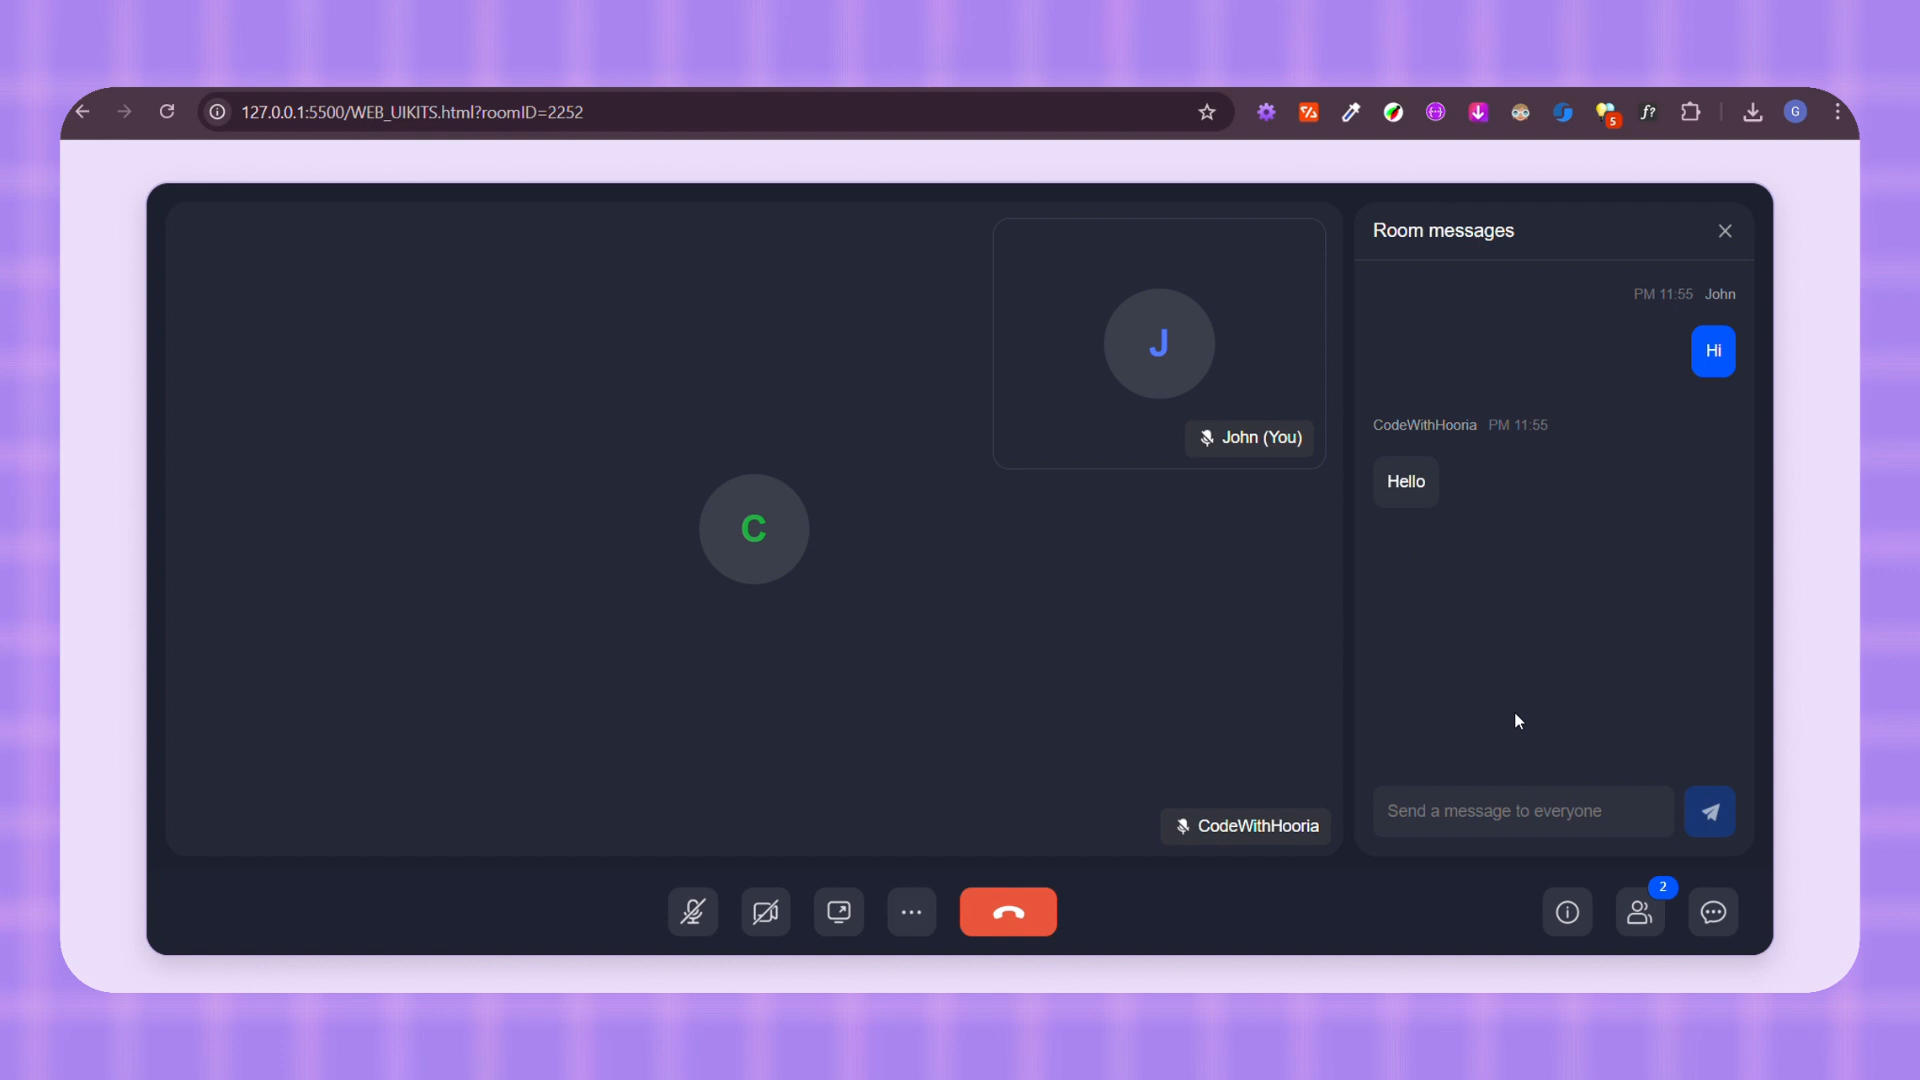 127.0.0.1:5500/WEB_UIKITS.html?roomID=2252
5
f?
G
J
John (You)
C
CodeWithHooria
Room messages
PM 11:55 John
Hi
CodeWithHooria PM 11:55
Hello
Send a message to everyone
2